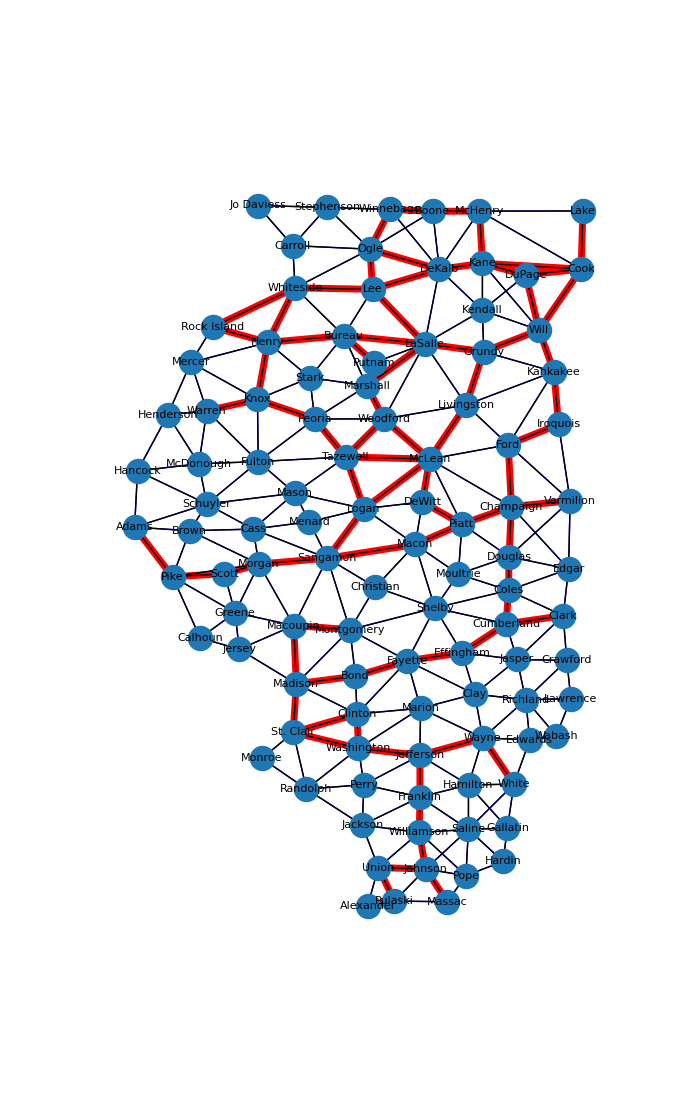 Jo Daviess
Stephenson
Winnebago
Boone
McHenry
Lake
Carroll
Ogle
DeKalb
Kane
DuPage
Cook
Whiteside
Lee
Kendall
Rock Island
Henry
Bureau
LaSalle
Grundy
Will
Mercer
Putnam
Kankakee
Stark
Marshall
Henderson
Warren
Knox
Peoria
Woodford
Livingston
Iroquois
Hancock
McDonough
Fulton
Tazewell
McLean
Ford
Schuyler
Mason
Logan
DeWitt
Champaign
Vermilion
Adams
Brown
Cass
Menard
Piatt
Pike
Scott
Morgan
Sangamon
Macon
Douglas
Edgar
Christian
Moultrie
Coles
Greene
Shelby
Calhoun
Jersey
Macoupin
Montgomery
Cumberland
Clark
Fayette
Effingham
Jasper
Crawford
Madison
Bond
Clay
Richland
Lawrence
Clinton
Marion
St. Clair
Washington
Jefferson
Wayne
Edwards
Wabash
Monroe
Randolph
Perry
Franklin
Hamilton
White
Jackson
Williamson
Saline
Gallatin
Union
Johnson
Pope
Hardin
Alexander
Pulaski
Massac